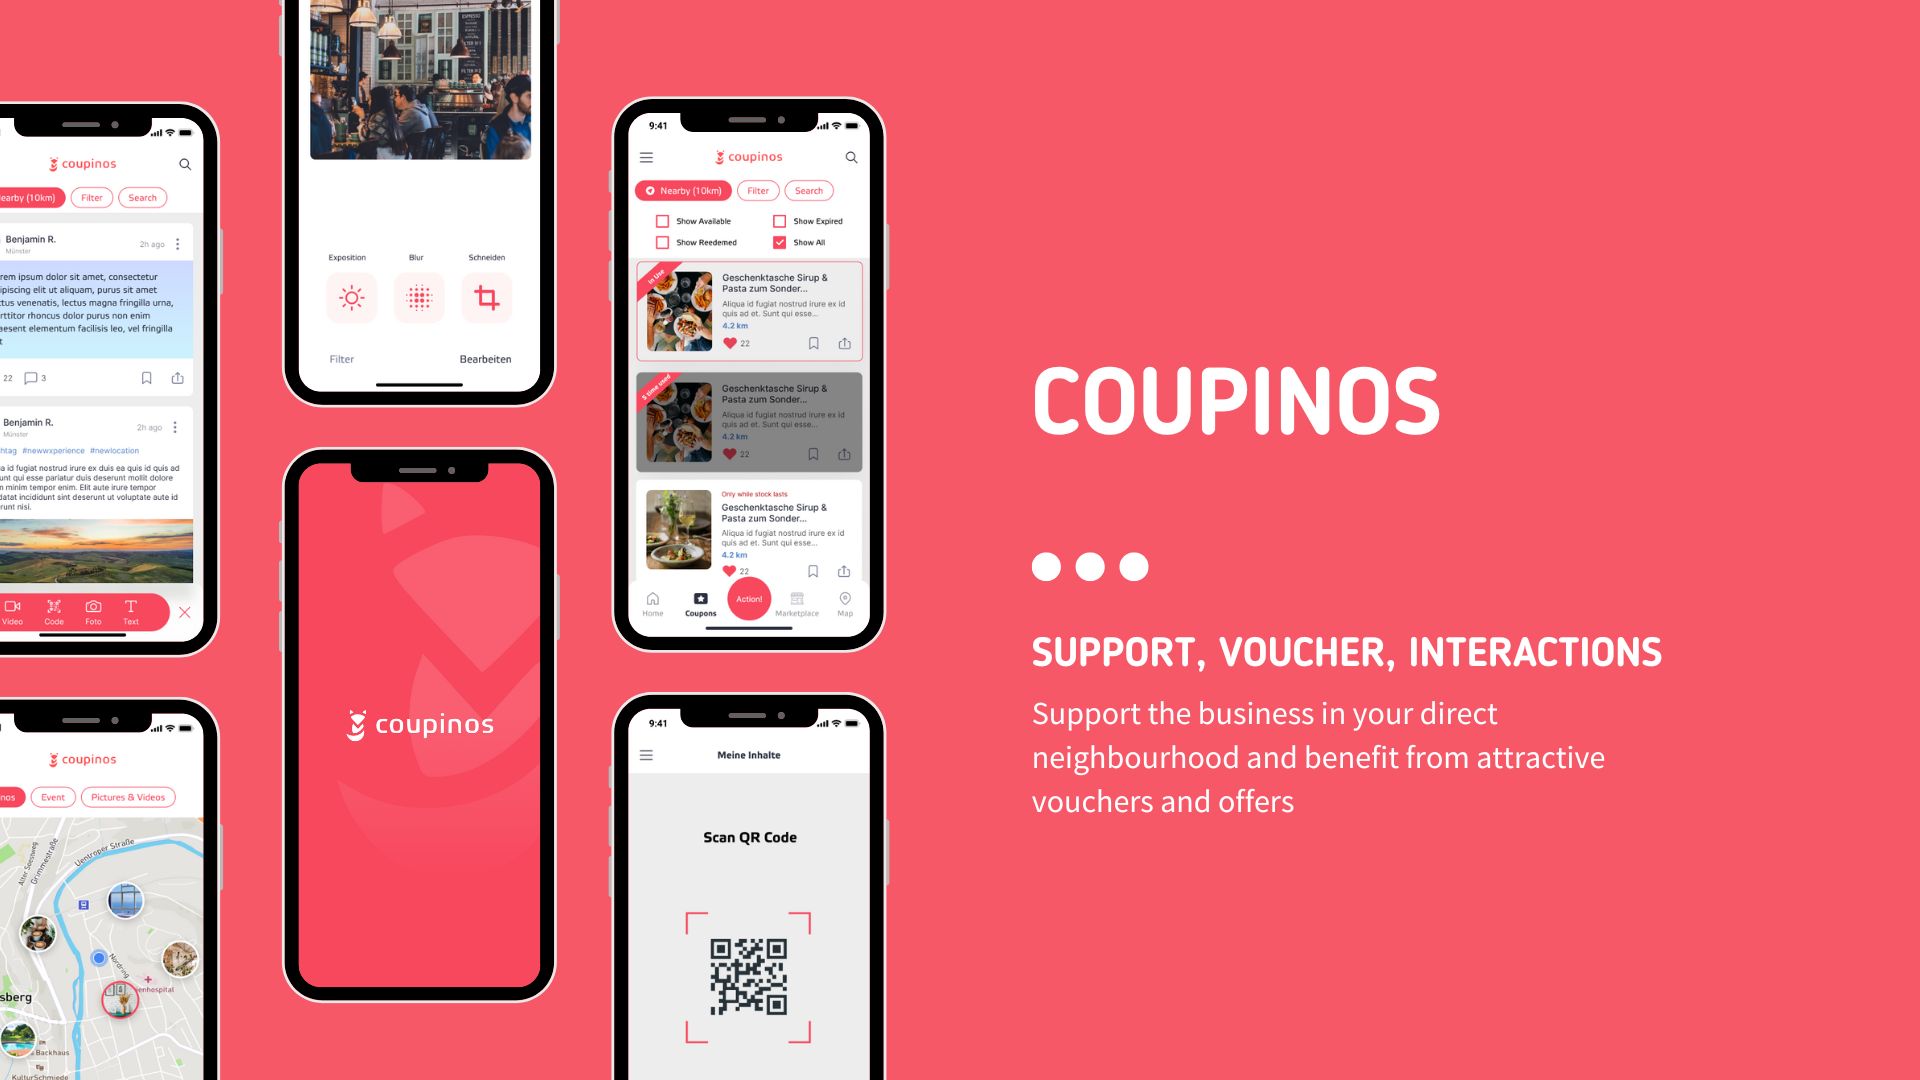 coupinos
earby (10km)
Filter
Search
Benjamin R.
Münster
2h ago
rem ipsum dolor sit amet, consectetur
ipiscing elit ut aliquam, purus sit amet
ctus venenatis, lectus magna fringilla urna,
rttitor rhoncus dolor purus non enim
aesent elementum facilisis leo, vel fringilla
t
22
3
Benjamin R.
Münster
2h ago
htag #newwxperience #newlocation
a id fugiat nostrud irure ex duis ea quis id quis ad
unt qui esse pariatur duis deserunt mollit dolore
m minim tempor enim. Elit aute irure tempor
datat incididunt sint deserunt ut voluptate aute id
erunt nisi.
Video
Code
Foto
Text
coupinos
nos
Event
Pictures & Videos
Uentroper Straße
Alter Soestweg
Grimmestraße
Nordring
enhospital
sberg
Backhaus
KulturSchmiede
Exposition
Blur
Schneiden
Filter
Bearbeiten
coupinos
9:41
coupinos
Nearby (10km)
Filter
Search
Show Available
Show Expired
Show Reedemed
Show All
In Use
Geschenktasche Sirup &
Pasta zum Sonder...
Aliqua id fugiat nostrud irure ex id
quis ad et. Sunt qui esse...
4.2 km
22
5 time used
Geschenktasche Sirup &
Pasta zum Sonder...
Aliqua id fugiat nostrud irure ex id
quis ad et. Sunt qui esse...
4.2 km
22
Only while stock lasts
Geschenktasche Sirup &
Pasta zum Sonder...
Aliqua id fugiat nostrud irure ex id
quis ad et. Sunt qui esse...
4.2 km
22
Home
Coupons
Action!
Marketplace
Map
9:41
Meine Inhalte
Scan QR Code
COUPINOS
SUPPORT, VOUCHER, INTERACTIONS
Support the business in your direct
neighbourhood and benefit from attractive
vouchers and offers